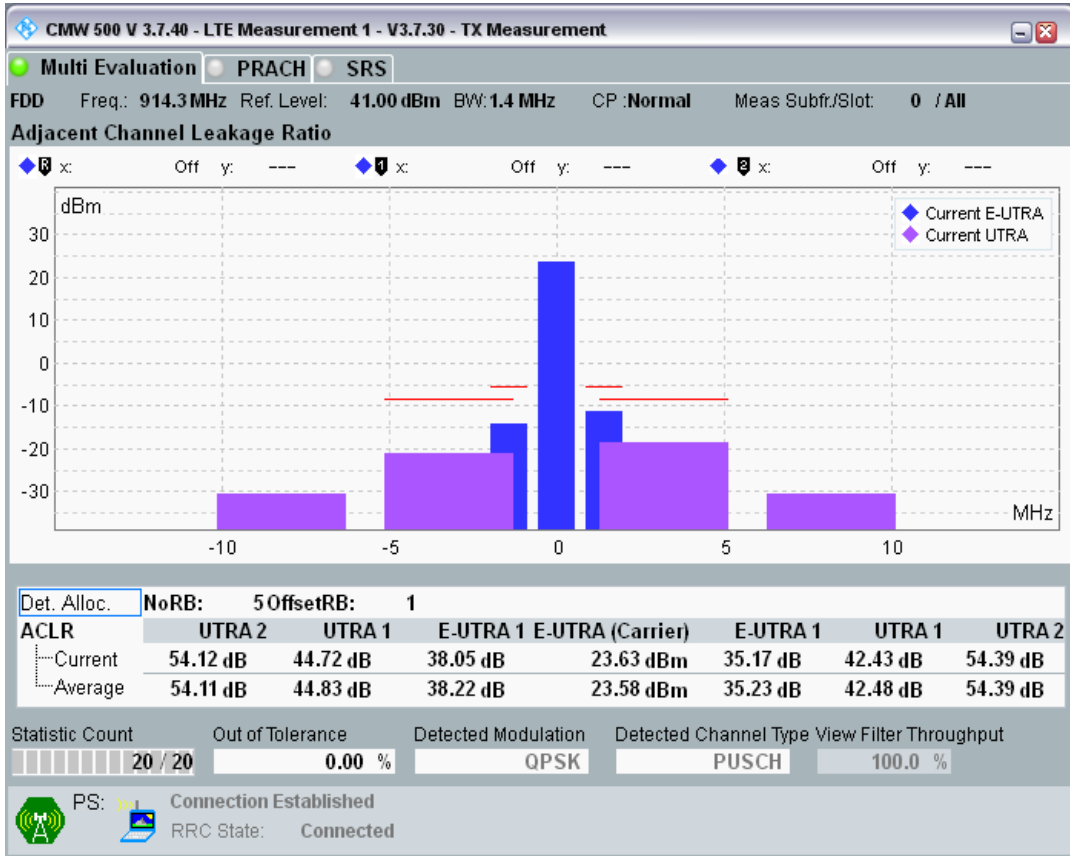 CMW 500 V 3.7.40 - LTE Measurement 1 - V3.7.30 - TX Measurement
Multi Evaluation PRACH SRS
FDD Freq.: 914.3 MHz Ref. Level: 41.00 dBm BW: 1.4 MHz CP :Normal Meas Subfr./Slot: 0 / All
Adjacent Channel Leakage Ratio
R x: Off y: --- 1 x: Off y: --- 2 x: Off y: ---
dBm
Current E-UTRA
Current UTRA
30
20
10
0
-10
-20
-30
MHz
-10 -5 0 5 10
Det. Alloc. NoRB: 5 OffsetRB: 1
ACLR UTRA 2 UTRA 1 E-UTRA 1 E-UTRA (Carrier) E-UTRA 1 UTRA 1 UTRA 2
Current 54.12 dB 44.72 dB 38.05 dB 23.63 dBm 35.17 dB 42.43 dB 54.39 dB
Average 54.11 dB 44.83 dB 38.22 dB 23.58 dBm 35.23 dB 42.48 dB 54.39 dB
Statistic Count Out of Tolerance Detected Modulation Detected Channel Type View Filter Throughput
20 / 20 0.00 % QPSK PUSCH 100.0 %
PS: Connection Established
RRC State: Connected